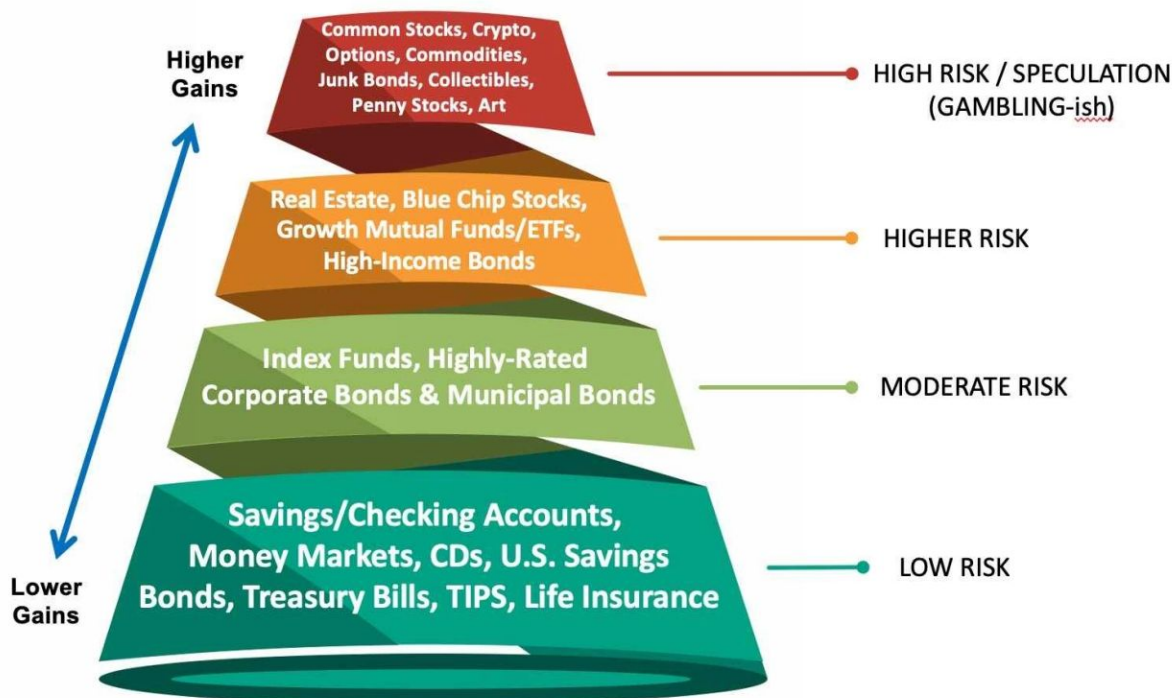 Higher
Gains
Common Stocks, Crypto,
Options, Commodities,
Junk Bonds, Collectibles,
Penny Stocks, Art
HIGH RISK / SPECULATION
(GAMBLING-ish)
Real Estate, Blue Chip Stocks,
Growth Mutual Funds/ETFs,
High-Income Bonds
HIGHER RISK
Index Funds, Highly-Rated
Corporate Bonds & Municipal Bonds
MODERATE RISK
Savings/Checking Accounts,
Money Markets, CDs, U.S. Savings
Bonds, Treasury Bills, TIPS, Life Insurance
LOW RISK
Lower
Gains